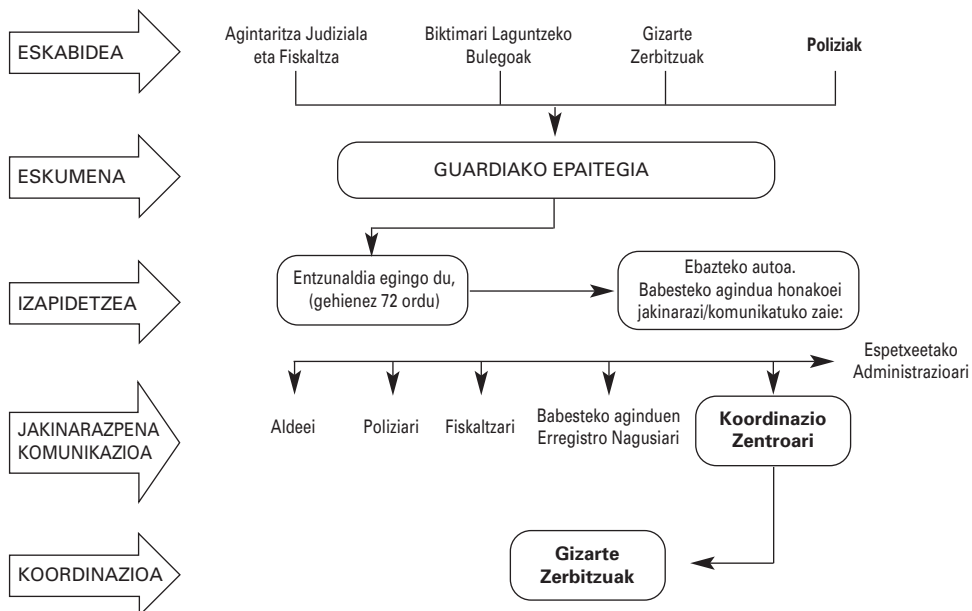 ESKABIDEA
Agintaritza Judiziala
eta Fiskaltza
Biktimari Laguntzeko
Bulegoak
Gizarte
Zerbitzuak
Poliziak
ESKUMENA
GUARDIAKO EPAITEGIA
IZAPIDETZEA
Entzunaldia egingo du,
(gehienez 72 ordu)
Ebazteko autoa.
Babesteko agindua honakoei
jakinarazi/komunikatuko zaie:
Espetxeetako
Administrazioari
JAKINARAZPENA
KOMUNIKAZIOA
Aldeei
Poliziari
Fiskaltzari
Babesteko aginduen
Erregistro Nagusiari
Koordinazio
Zentroari
KOORDINAZIOA
Gizarte
Zerbitzuak